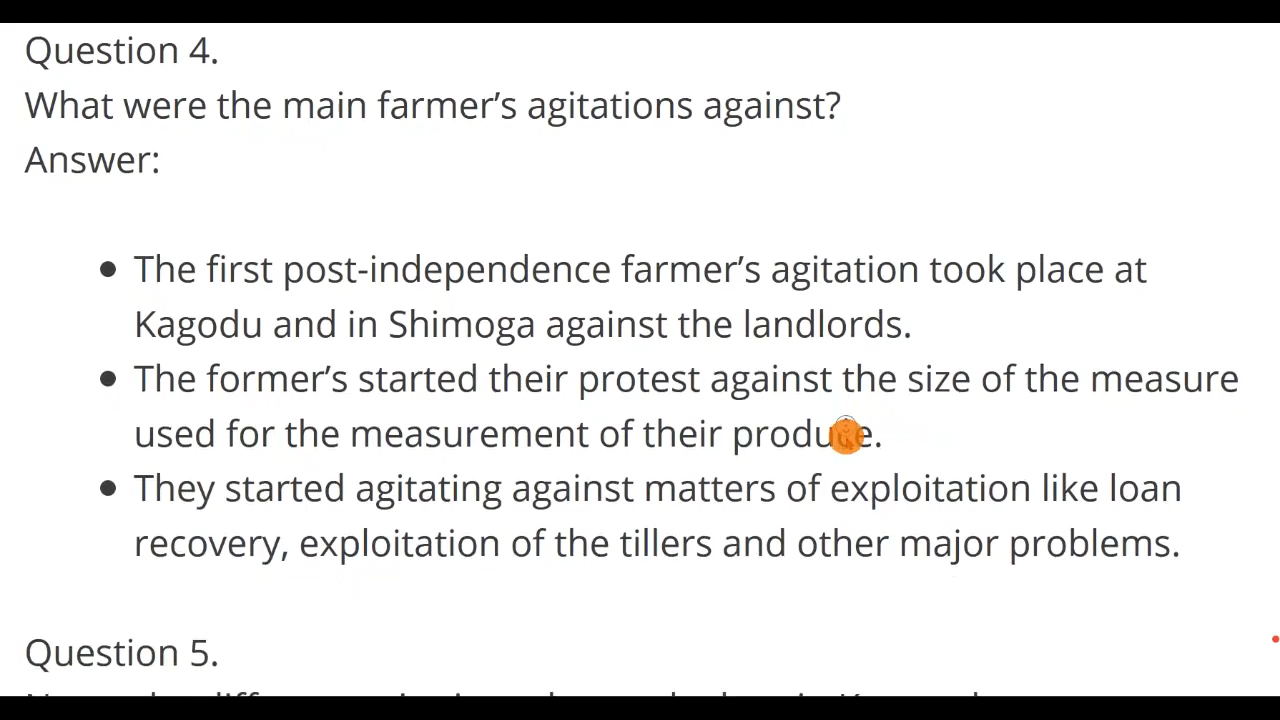 Question 4.
What were the main farmer’s agitations against?
Answer:
• The first post-independence farmer’s agitation took place at
Kagodu and in Shimoga against the landlords.
• The former’s started their protest against the size of the measure
used for the measurement of their produce.
• They started agitating against matters of exploitation like loan
recovery, exploitation of the tillers and other major problems.
Question 5.